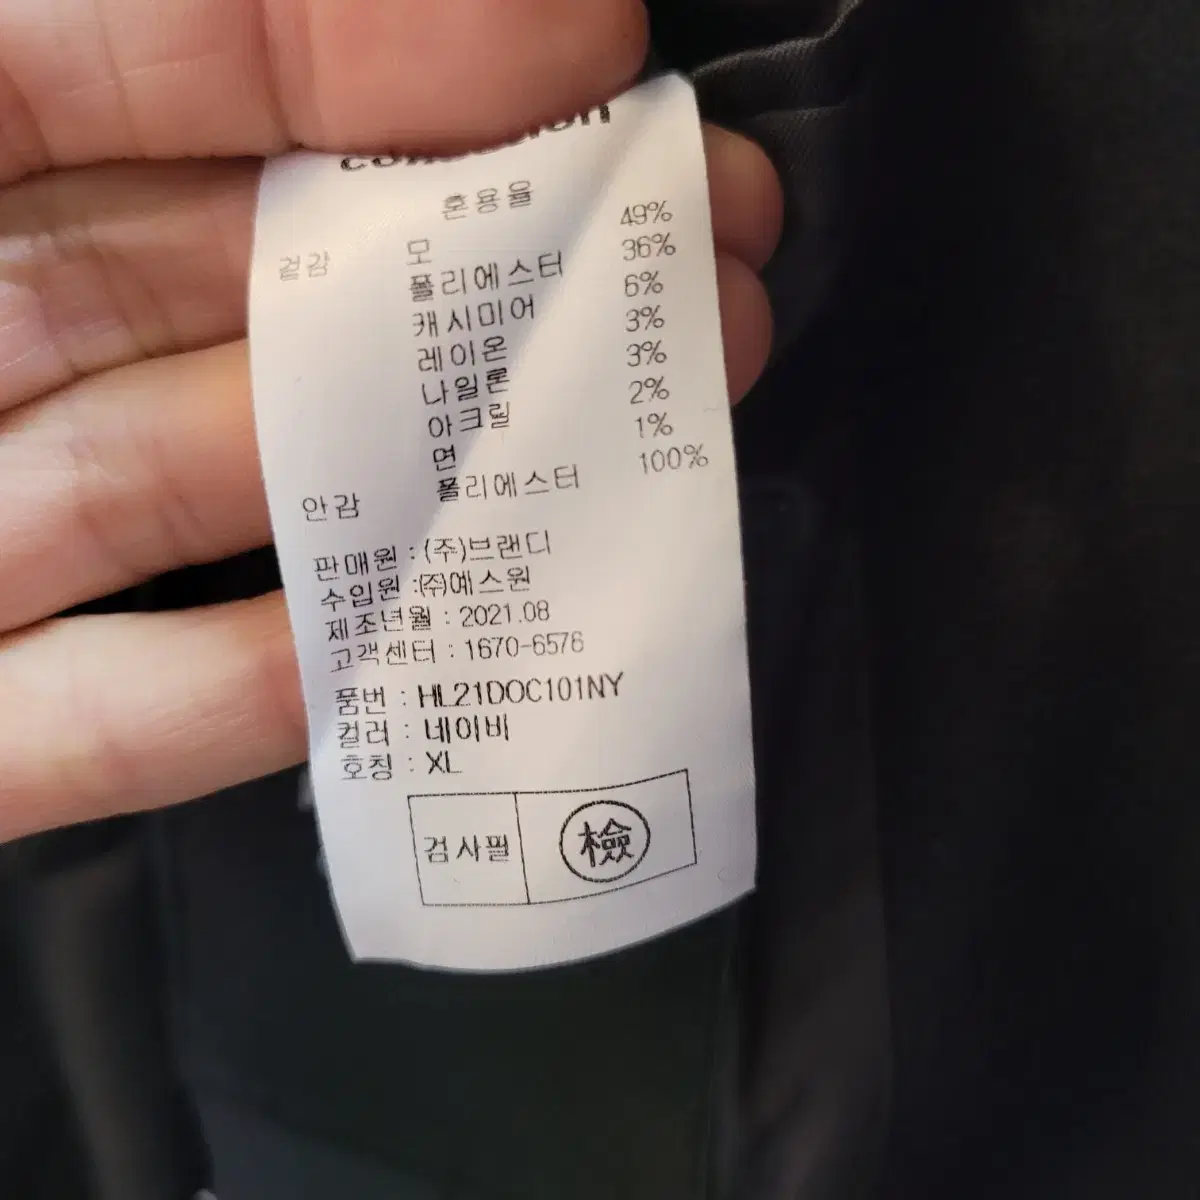 혼용율
겉감 모 49%
폴리에스터 36%
캐시미어 6%
레이온 3%
나일론 3%
아크릴 2%
면 1%
안감 폴리에스터 100%
판매원 : (주)브랜디
수입원 :(주)예스원
제조년월 : 2021.08
고객센터 : 1670-6576
품번 : HL21DOC101NY
컬러 : 네이비
호칭 : XL
검사필 檢